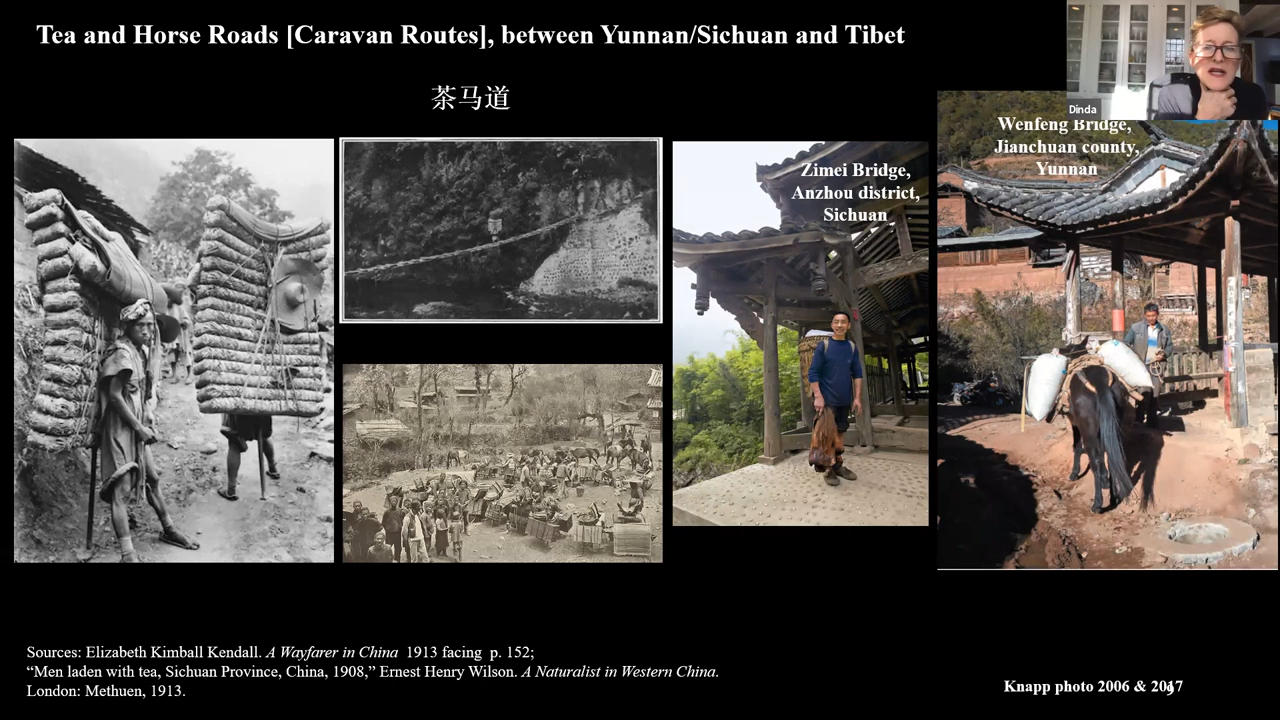 Tea and Horse Roads [Caravan Routes], between Yunnan/Sichuan and Tibet
茶马道
Dinda
Zimei Bridge,
Anzhou district,
Sichuan
Wenfeng Bridge,
Jianchuan county,
Yunnan
Sources: Elizabeth Kimball Kendall. A Wayfarer in China 1913 facing p. 152;
“Men laden with tea, Sichuan Province, China, 1908,” Ernest Henry Wilson. A Naturalist in Western China.
London: Methuen, 1913.
Knapp photo 2006 & 2017